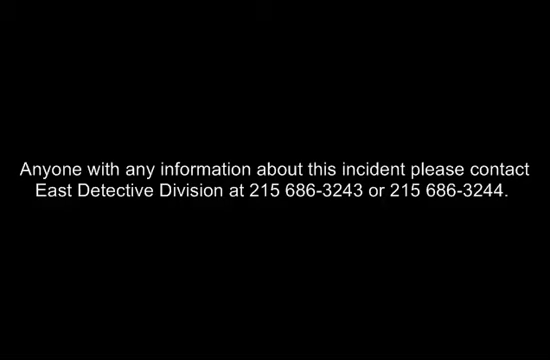 Anyone with any information about this incident please contact
East Detective Division at 215 686-3243 or 215 686-3244.